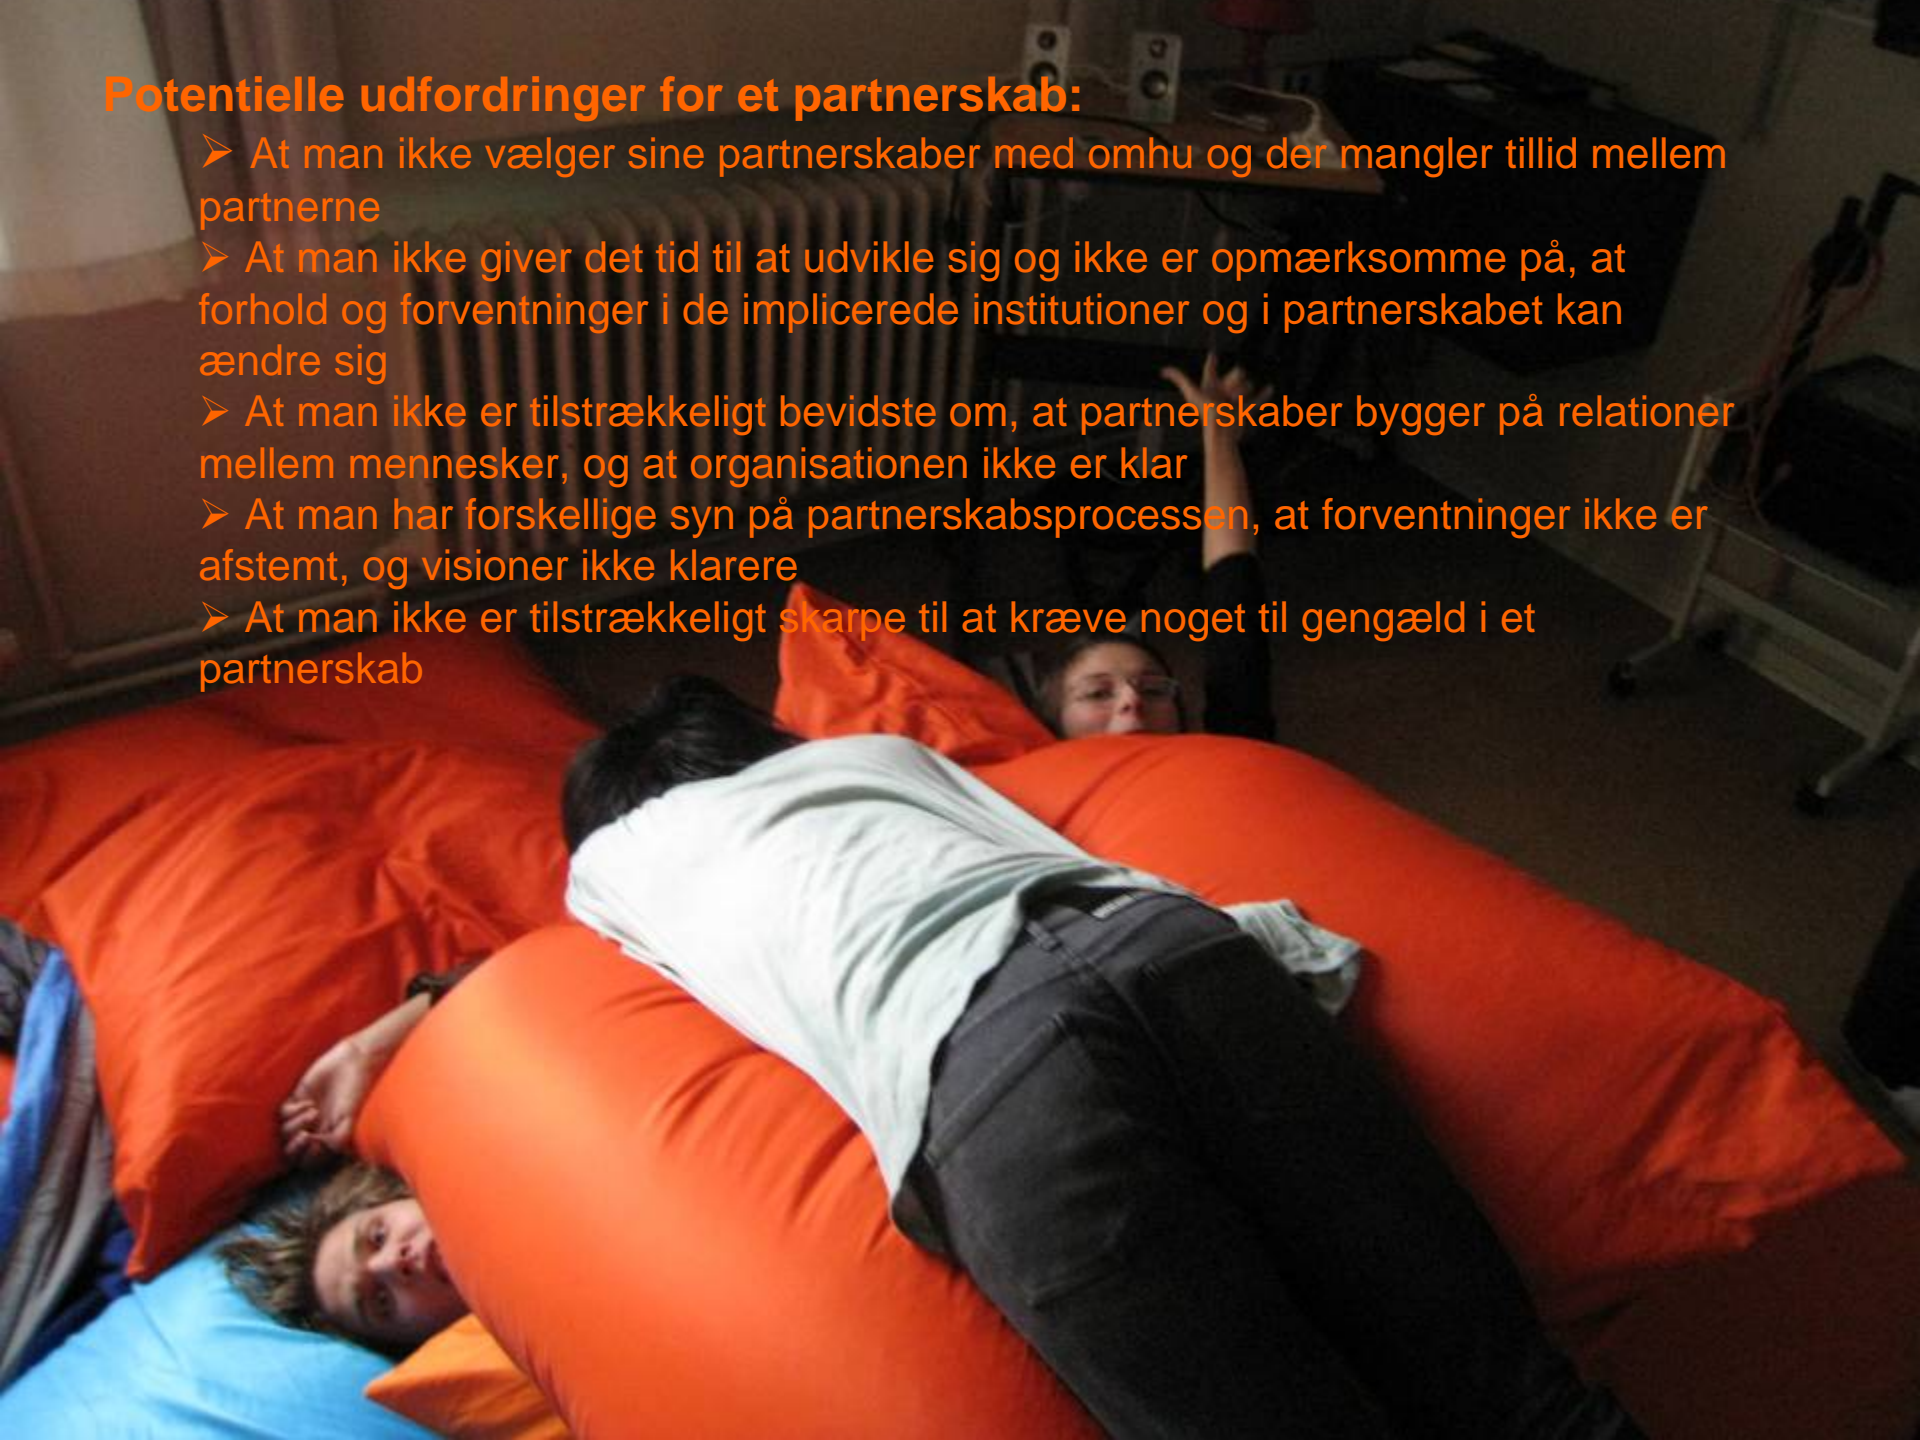 Potentielle udfordringer for et partnerskab:
➢ At man ikke vælger sine partnerskaber med omhu og der mangler tillid mellem
partnerne
➢ At man ikke giver det tid til at udvikle sig og ikke er opmærksomme på, at
forhold og forventninger i de implicerede institutioner og i partnerskabet kan
ændre sig
➢ At man ikke er tilstrækkeligt bevidste om, at partnerskaber bygger på relationer
mellem mennesker, og at organisationen ikke er klar
➢ At man har forskellige syn på partnerskabsprocessen, at forventninger ikke er
afstemt, og visioner ikke klarere
➢ At man ikke er tilstrækkeligt skarpe til at kræve noget til gengæld i et
partnerskab